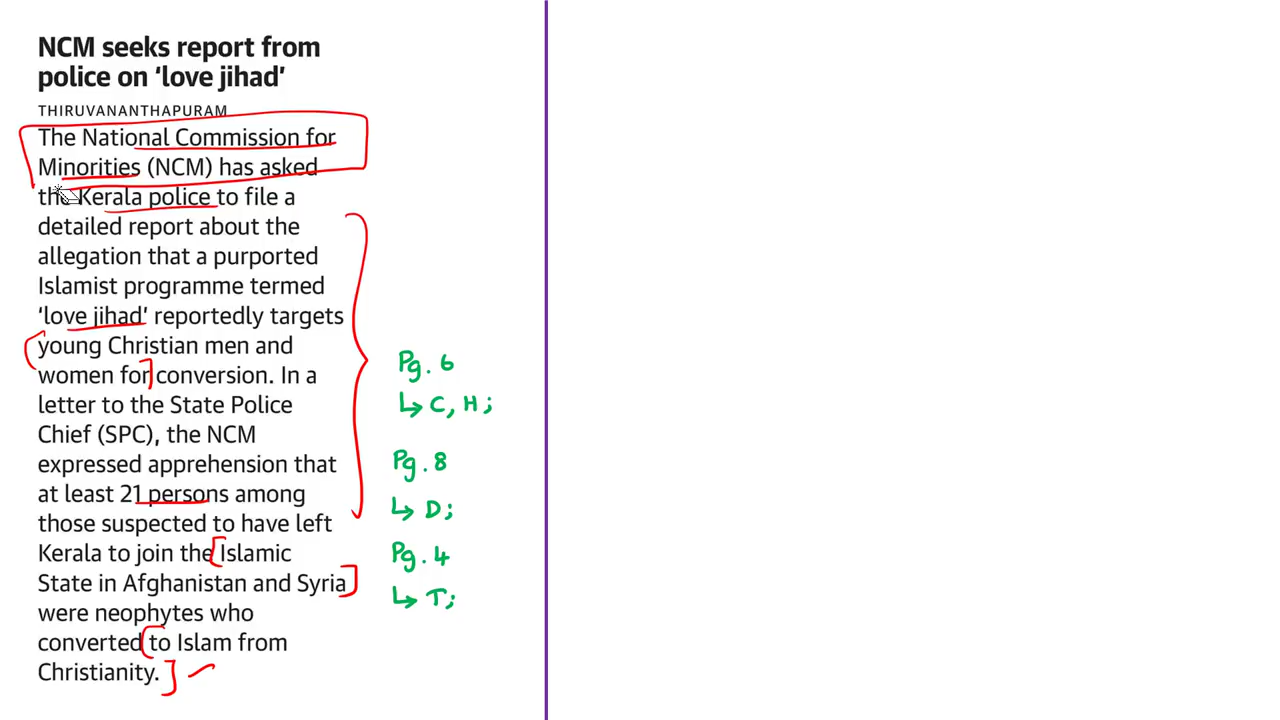 NCM seeks report from
police on ‘love jihad’
THIRUVANANTHAPURAM
The National Commission for
Minorities (NCM) has asked
the Kerala police to file a
detailed report about the
allegation that a purported
Islamist programme termed
‘love jihad’ reportedly targets
young Christian men and
women for conversion. In a
letter to the State Police
Chief (SPC), the NCM
expressed apprehension that
at least 21 persons among
those suspected to have left
Kerala to join the Islamic
State in Afghanistan and Syria
were neophytes who
converted to Islam from
Christianity.
Pg. 6
↳ C, H;
Pg. 8
↳ D;
Pg. 4
↳ T;